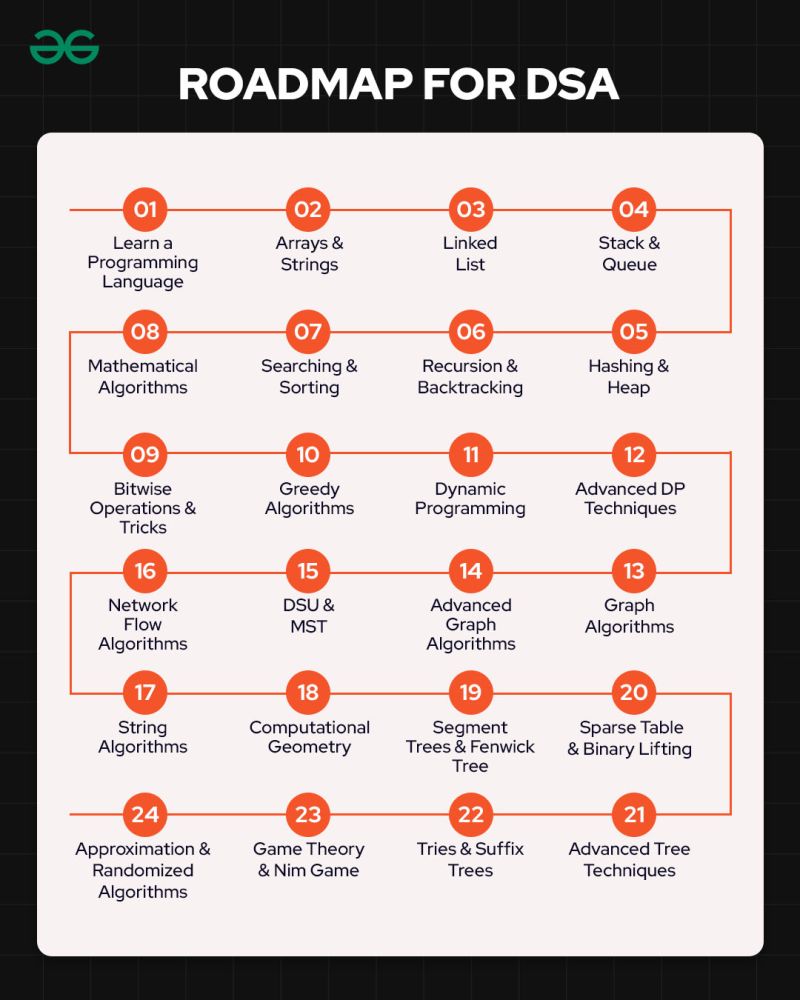 ROADMAP FOR DSA
01
Learn a
Programming
Language
02
Arrays &
Strings
03
Linked
List
04
Stack &
Queue
05
Hashing &
Heap
06
Recursion &
Backtracking
07
Searching &
Sorting
08
Mathematical
Algorithms
09
Bitwise
Operations &
Tricks
10
Greedy
Algorithms
11
Dynamic
Programming
12
Advanced DP
Techniques
13
Graph
Algorithms
14
Advanced
Graph
Algorithms
15
DSU &
MST
16
Network
Flow
Algorithms
17
String
Algorithms
18
Computational
Geometry
19
Segment
Trees & Fenwick
Tree
20
Sparse Table
& Binary Lifting
21
Advanced Tree
Techniques
22
Tries & Suffix
Trees
23
Game Theory
& Nim Game
24
Approximation &
Randomized
Algorithms